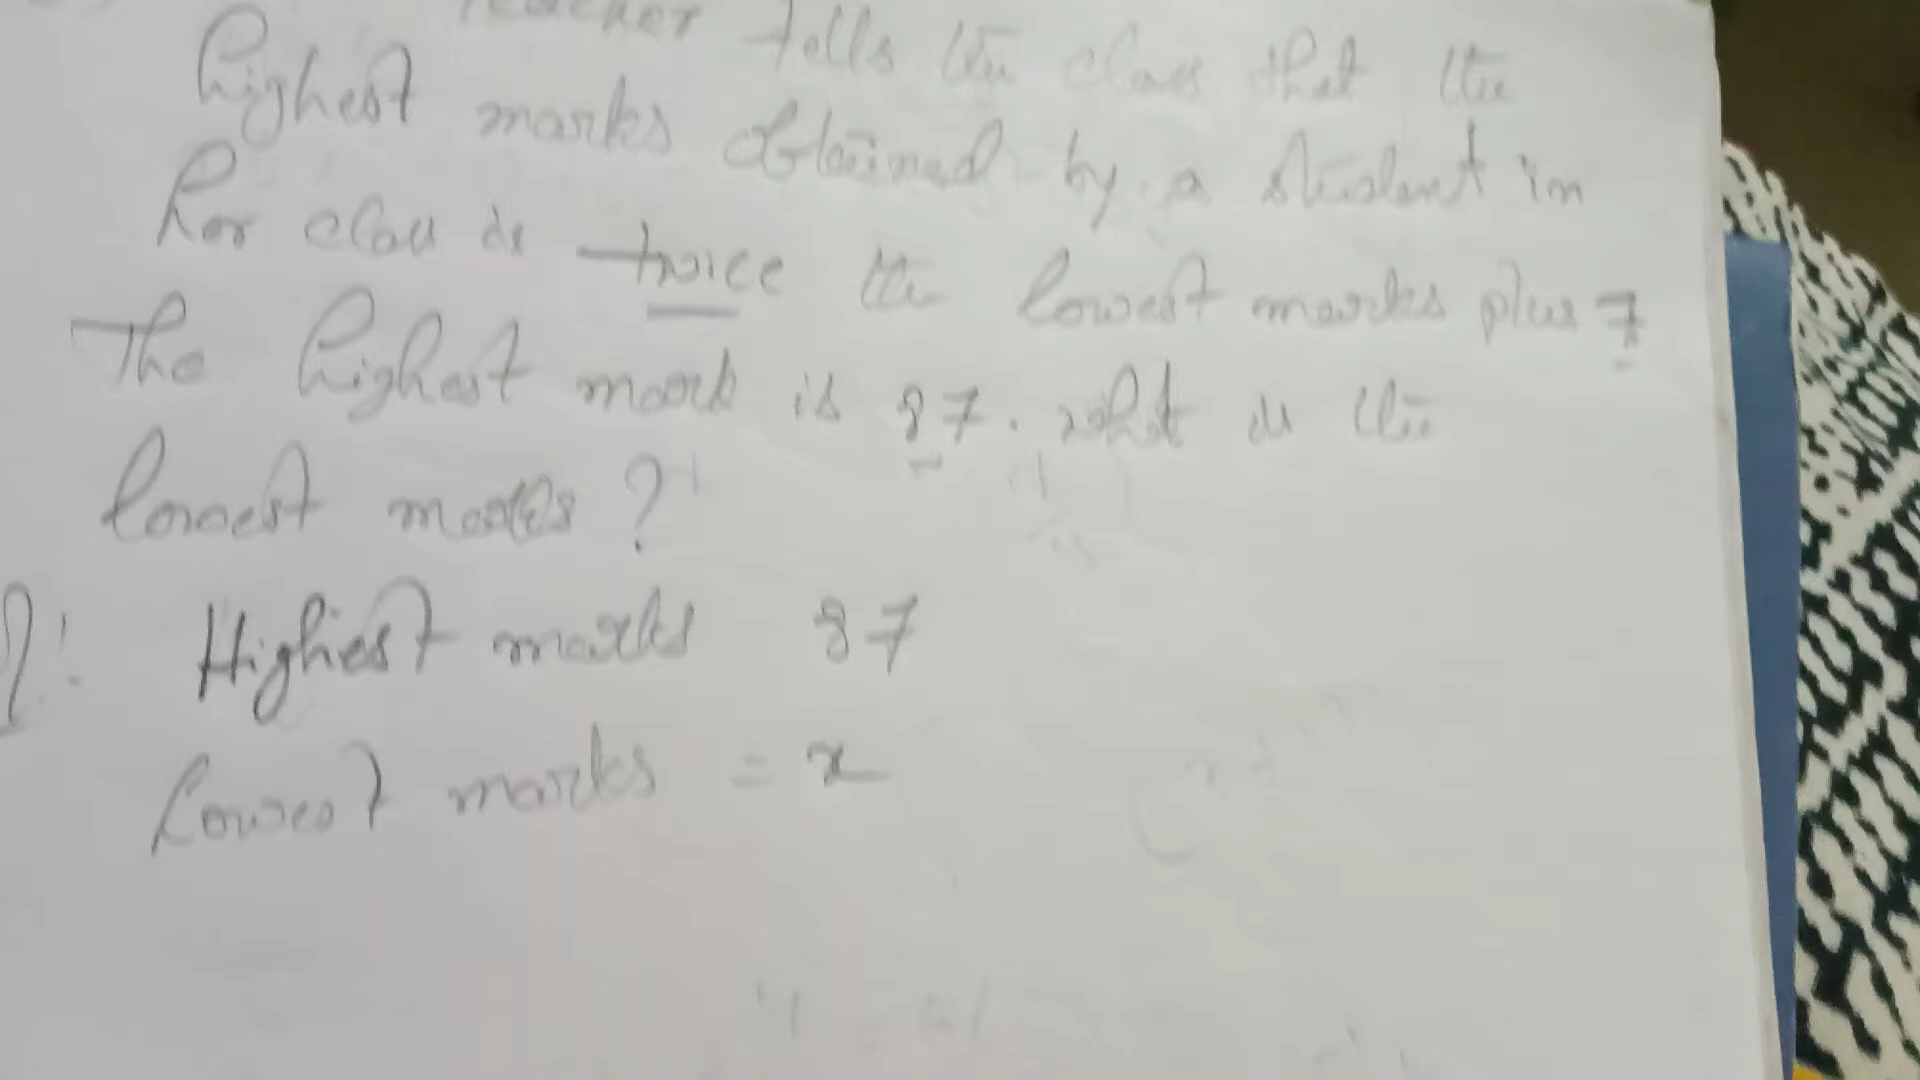 Teacher tells the class that the
highest marks obtained by a student in
her class is twice the lowest marks plus 7
The highest mark is 87. what is the
lowest marks ?
Highest marks 87
Lowest marks = x